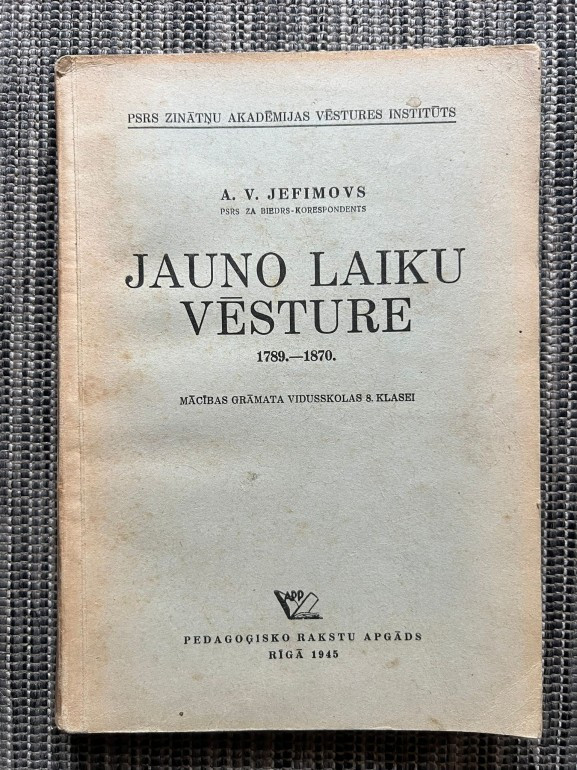 PSRS ZINĀTŅU AKADĒMIJAS VĒSTURES INSTITŪTS
A. V. JEFIMOVS
PSRS ZA BIEDRS-KORESPONDENTS
JAUNO LAIKU
VĒSTURE
1789.—1870.
MĀCĪBAS GRĀMATA VIDUSSKOLAS 8. KLASEI
PEDAGOĢISKO RAKSTU APGĀDS
RĪGĀ 1945